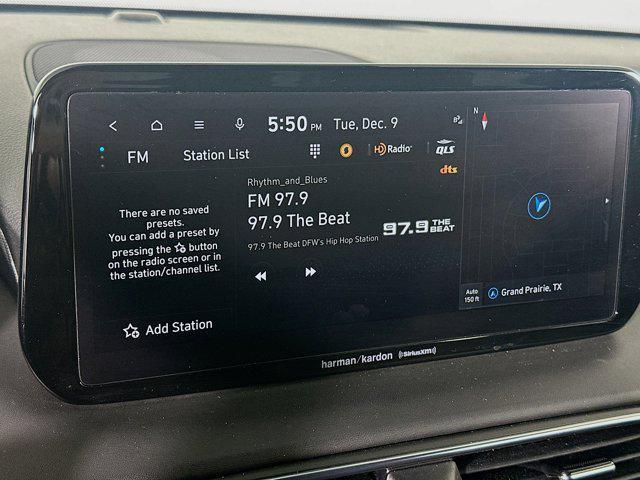 5:50 PM Tue, Dec. 9
FM Station List
HD Radio
QLS
dts
There are no saved
presets.
You can add a preset by
pressing the button
on the radio screen or in
the station/channel list.
Add Station
Rhythm_and_Blues
FM 97.9
97.9 The Beat
97.9 The Beat DFW's Hip Hop Station
97.9 THE
BEAT
N
Auto
150 ft
Grand Prairie, TX
harman/kardon ((SiriusXM))